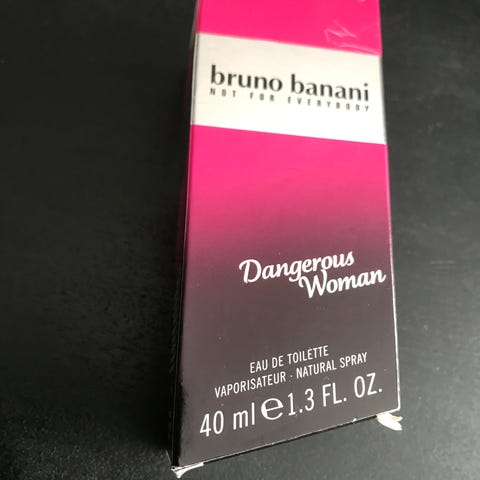 bruno banani
NOT FOR EVERYBODY
Dangerous
Woman
EAU DE TOILETTE
VAPORISATEUR · NATURAL SPRAY
40 ml ℮ 1.3 FL. OZ.